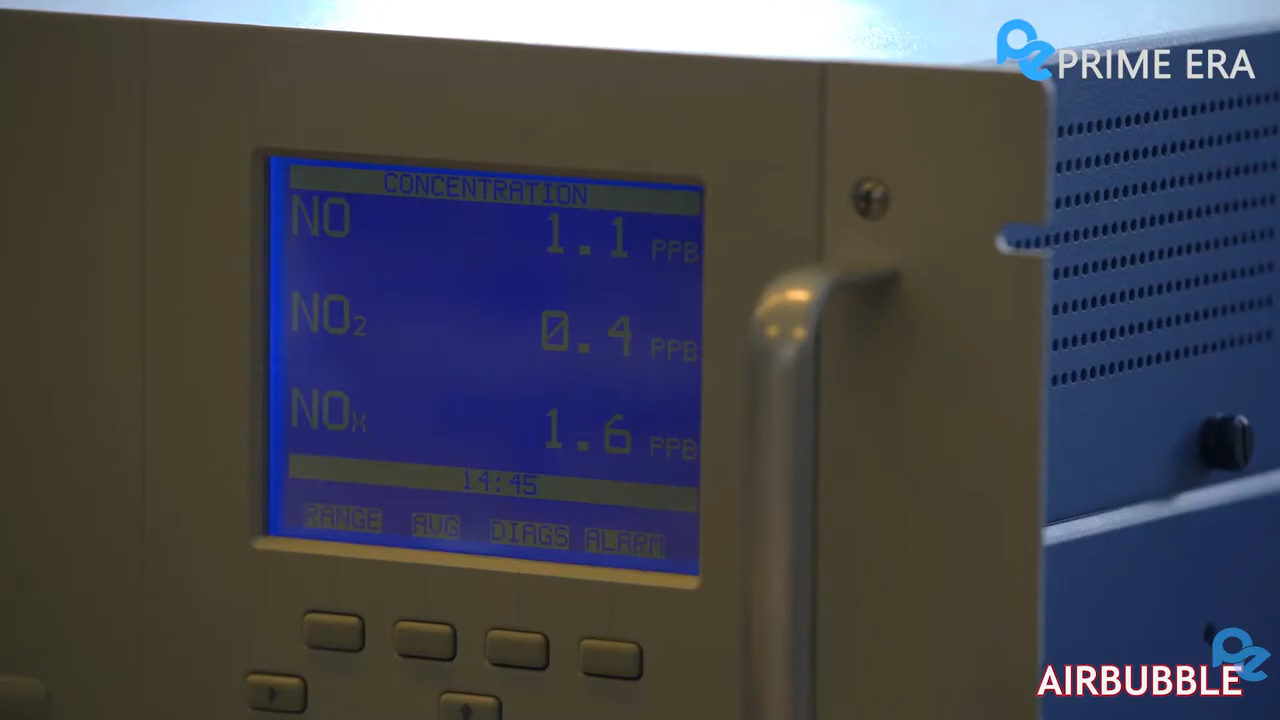 PRIME ERA
CONCENTRATION
NO 1.1 PPB
NO₂ 0.4 PPB
NOx 1.6 PPB
14:45
RANGE AVG DIAGS ALARM
AIRBUBBLE